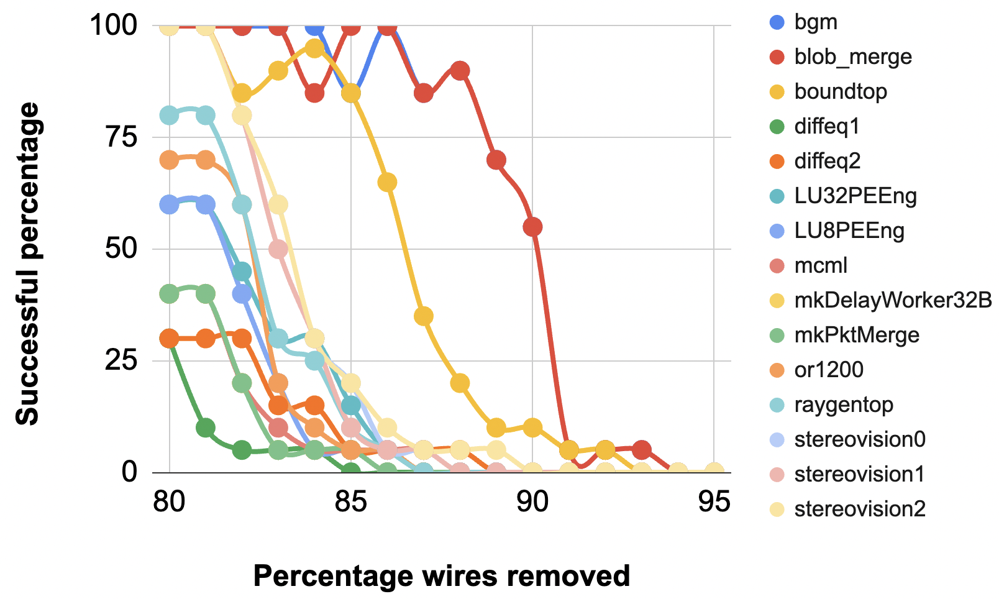 Successful percentage
100
75
50
25
0
80 85 90 95
Percentage wires removed
bgm
blob_merge
boundtop
diffeq1
diffeq2
LU32PEEng
LU8PEEng
mcml
mkDelayWorker32B
mkPktMerge
or1200
raygentop
stereovision0
stereovision1
stereovision2